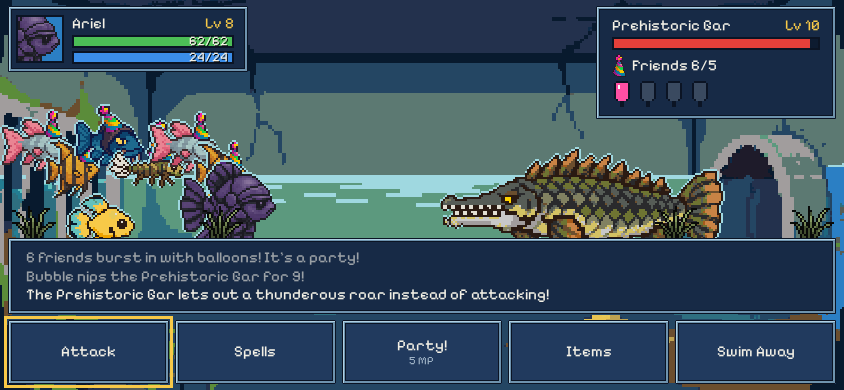 Ariel Lv 8
62/62
24/24
Prehistoric Gar Lv 10
Friends 6/5
6 friends burst in with balloons! It's a party!
Bubble nips the Prehistoric Gar for 9!
The Prehistoric Gar lets out a thunderous roar instead of attacking!
Attack
Spells
Party!
5 MP
Items
Swim Away